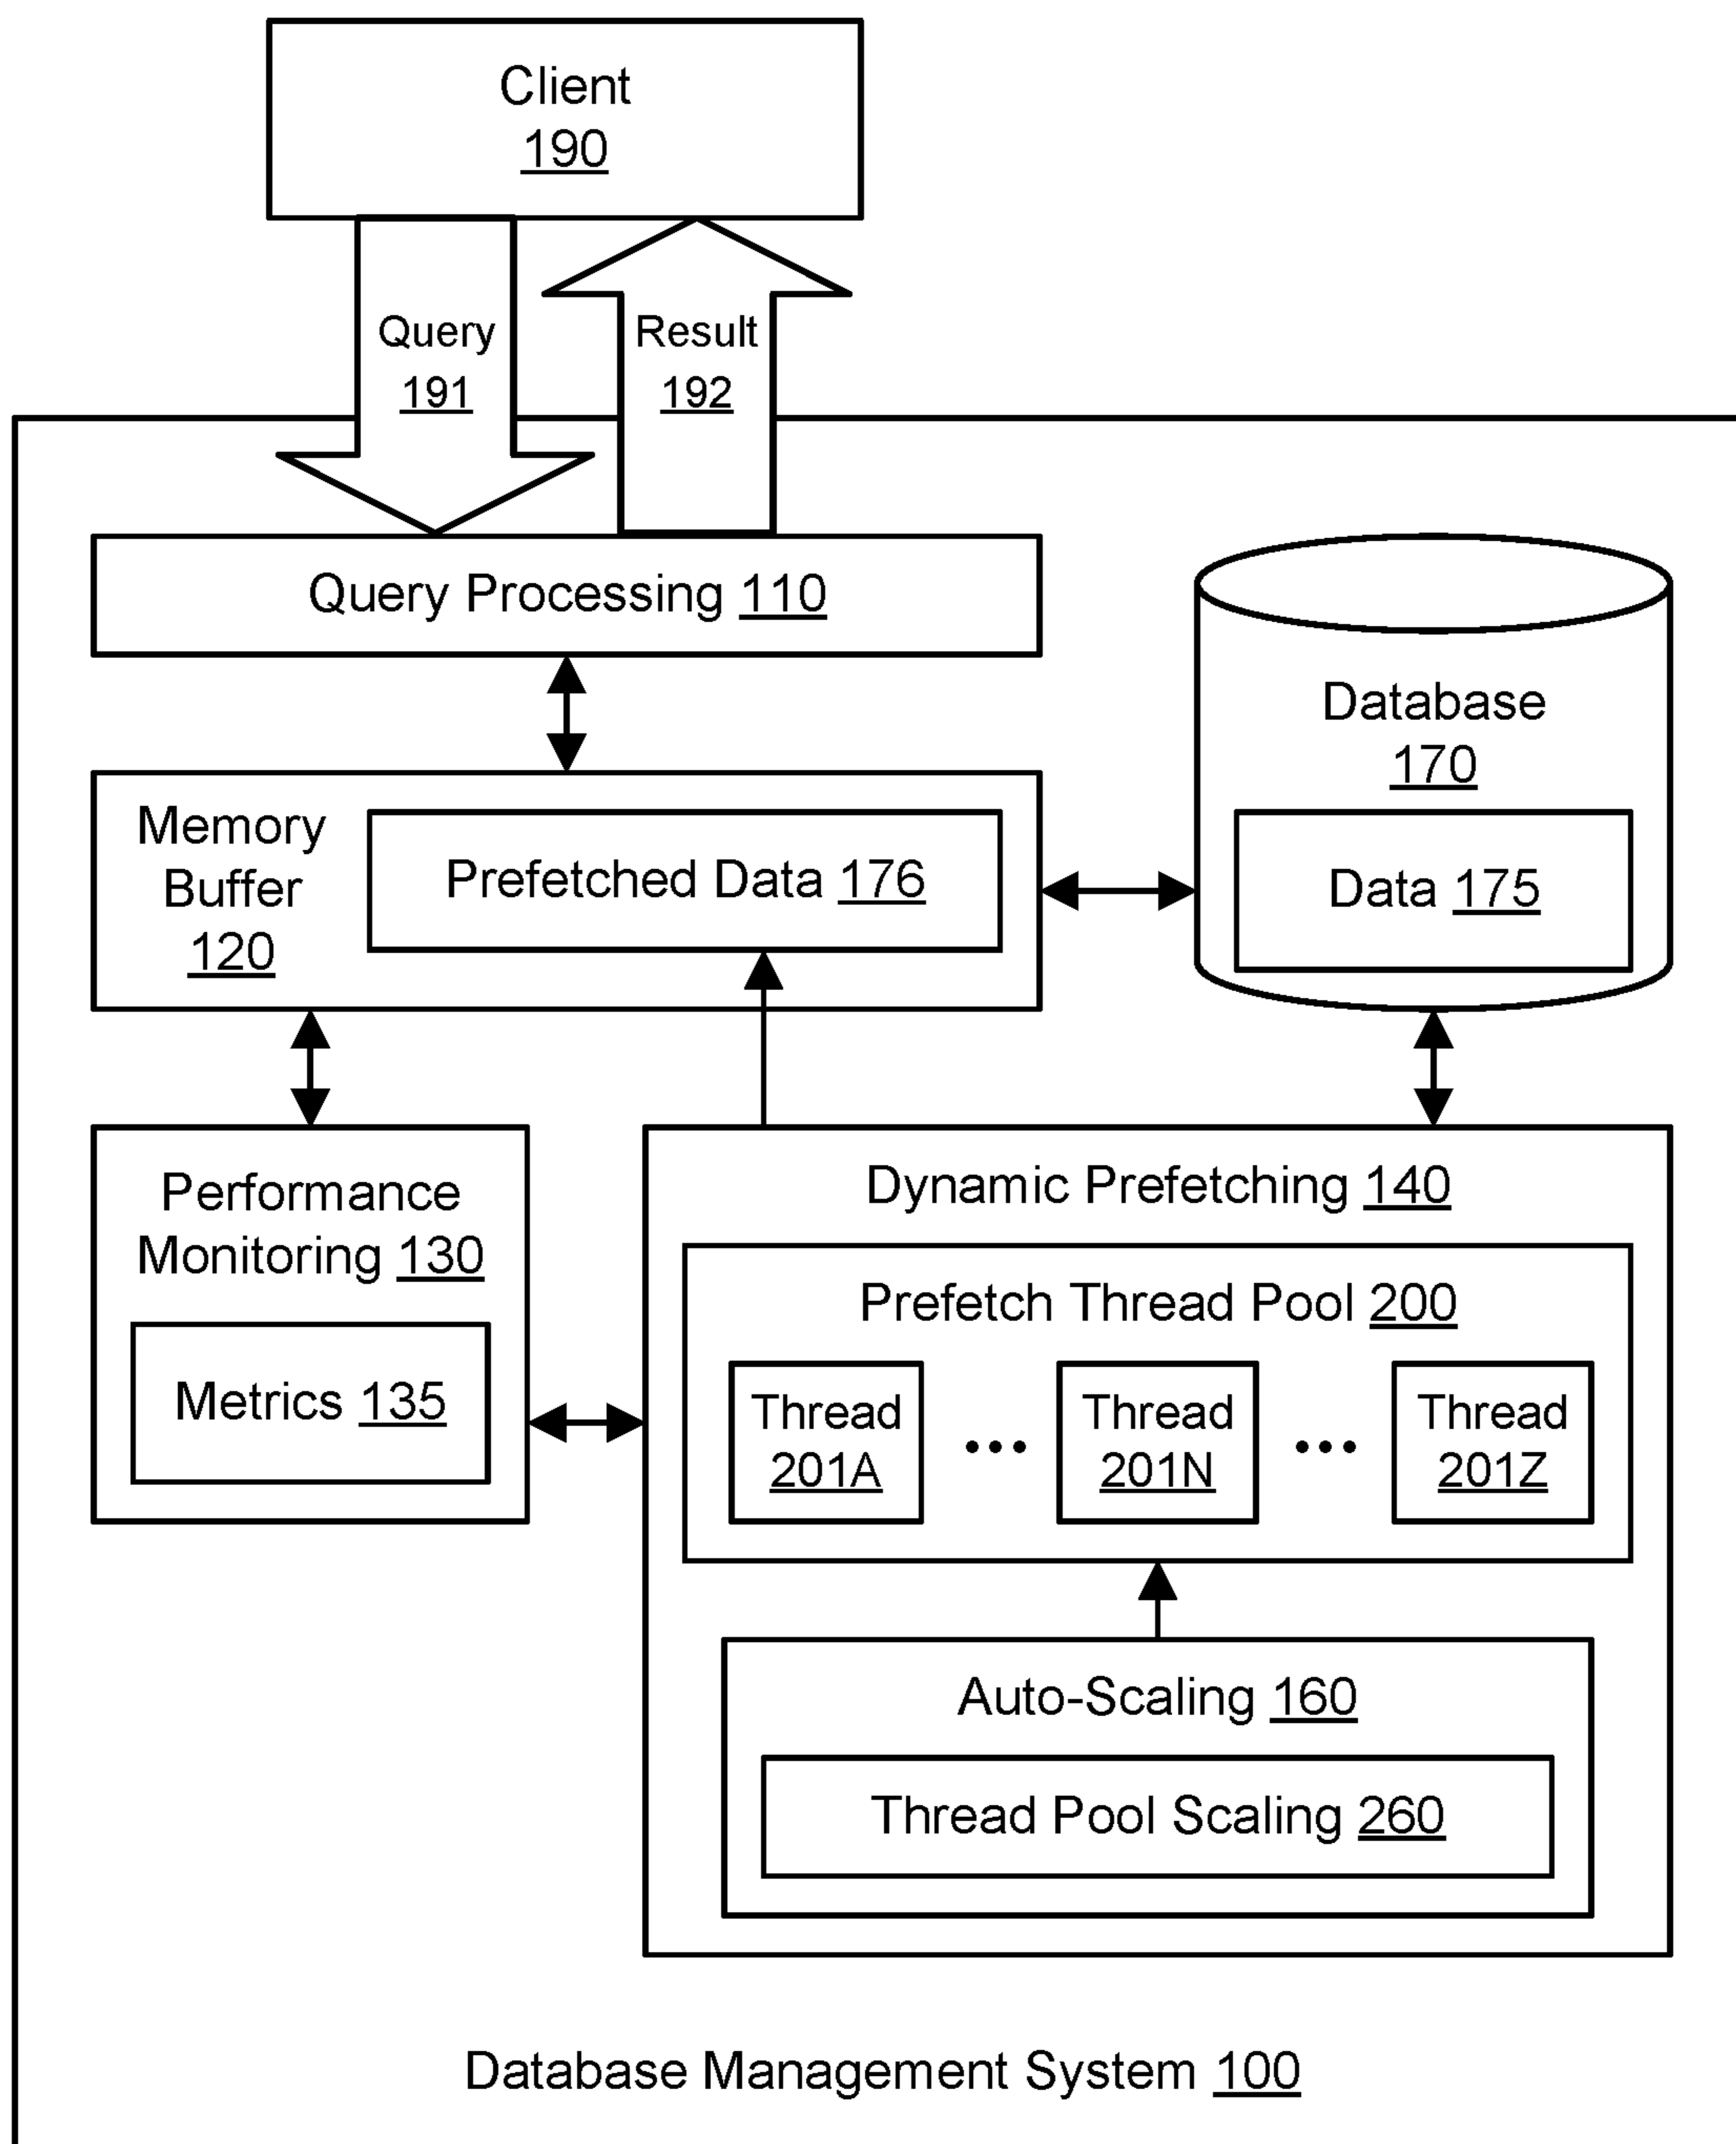 Client
190
Query
191
Result
192
Query Processing 110
Memory
Buffer
120
Prefetched Data 176
Database
170
Data 175
Performance
Monitoring 130
Metrics 135
Dynamic Prefetching 140
Prefetch Thread Pool 200
Thread
201A
•••
Thread
201N
•••
Thread
201Z
Auto-Scaling 160
Thread Pool Scaling 260
Database Management System 100